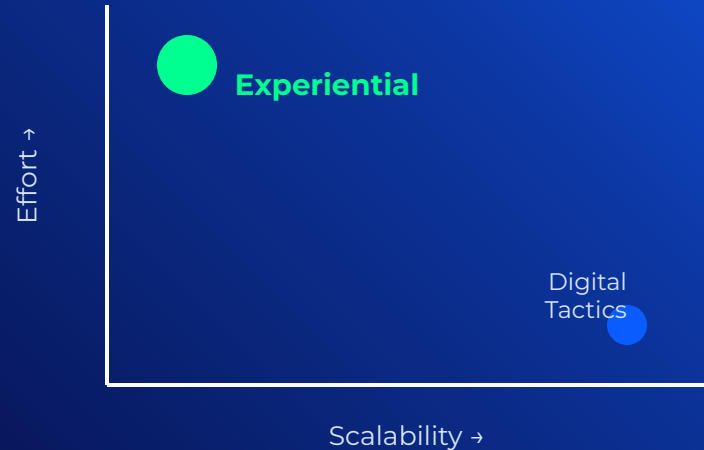 Experiential
Effort →
Digital
Tactics
Scalability →